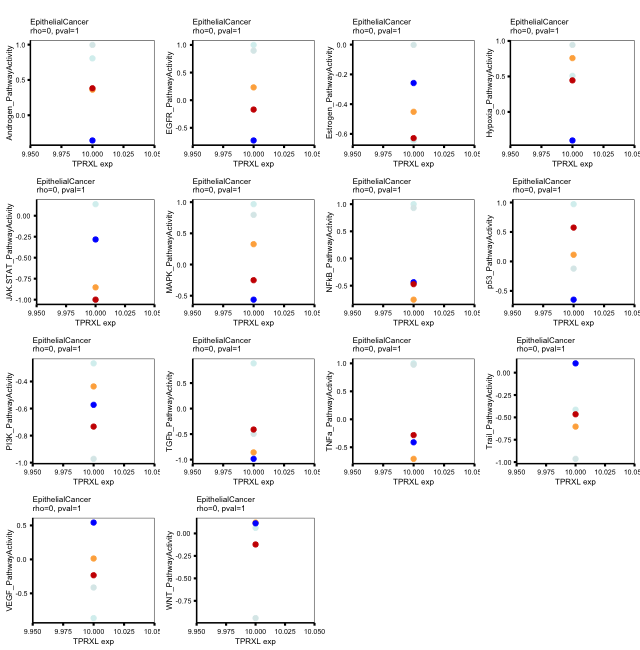 EpithelialCancer
rho=0, pval=1
Androgen_PathwayActivity
1.0
0.5
0.0
9.950 9.975 10.000 10.025 10.05
TPRXL exp
EpithelialCancer
rho=0, pval=1
EGFR_PathwayActivity
1.0
0.5
0.0
-0.5
9.950 9.975 10.000 10.025 10.05
TPRXL exp
EpithelialCancer
rho=0, pval=1
Estrogen_PathwayActivity
0.0
-0.2
-0.4
-0.6
9.950 9.975 10.000 10.025 10.05
TPRXL exp
EpithelialCancer
rho=0, pval=1
Hypoxia_PathwayActivity
1.0
0.5
0.0
9.950 9.975 10.000 10.025 10.05
TPRXL exp
EpithelialCancer
rho=0, pval=1
JAK.STAT_PathwayActivity
0.00
-0.25
-0.50
-0.75
-1.00
9.950 9.975 10.000 10.025 10.05
TPRXL exp
EpithelialCancer
rho=0, pval=1
MAPK_PathwayActivity
1.0
0.5
0.0
-0.5
9.950 9.975 10.000 10.025 10.05
TPRXL exp
EpithelialCancer
rho=0, pval=1
NFkB_PathwayActivity
1.0
0.5
0.0
-0.5
9.950 9.975 10.000 10.025 10.05
TPRXL exp
EpithelialCancer
rho=0, pval=1
p53_PathwayActivity
1.0
0.5
0.0
-0.5
9.950 9.975 10.000 10.025 10.05
TPRXL exp
EpithelialCancer
rho=0, pval=1
PI3K_PathwayActivity
-0.4
-0.6
-0.8
-1.0
9.950 9.975 10.000 10.025 10.05
TPRXL exp
EpithelialCancer
rho=0, pval=1
TGFb_PathwayActivity
0.5
0.0
-0.5
-1.0
9.950 9.975 10.000 10.025 10.05
TPRXL exp
EpithelialCancer
rho=0, pval=1
TNFa_PathwayActivity
1.0
0.5
0.0
-0.5
9.950 9.975 10.000 10.025 10.05
TPRXL exp
EpithelialCancer
rho=0, pval=1
Trail_PathwayActivity
0.00
-0.25
-0.50
-0.75
-1.00
9.950 9.975 10.000 10.025 10.05
TPRXL exp
EpithelialCancer
rho=0, pval=1
VEGF_PathwayActivity
0.5
0.0
-0.5
9.950 9.975 10.000 10.025 10.05
TPRXL exp
EpithelialCancer
rho=0, pval=1
WNT_PathwayActivity
0.00
-0.25
-0.50
-0.75
9.950 9.975 10.000 10.025 10.050
TPRXL exp